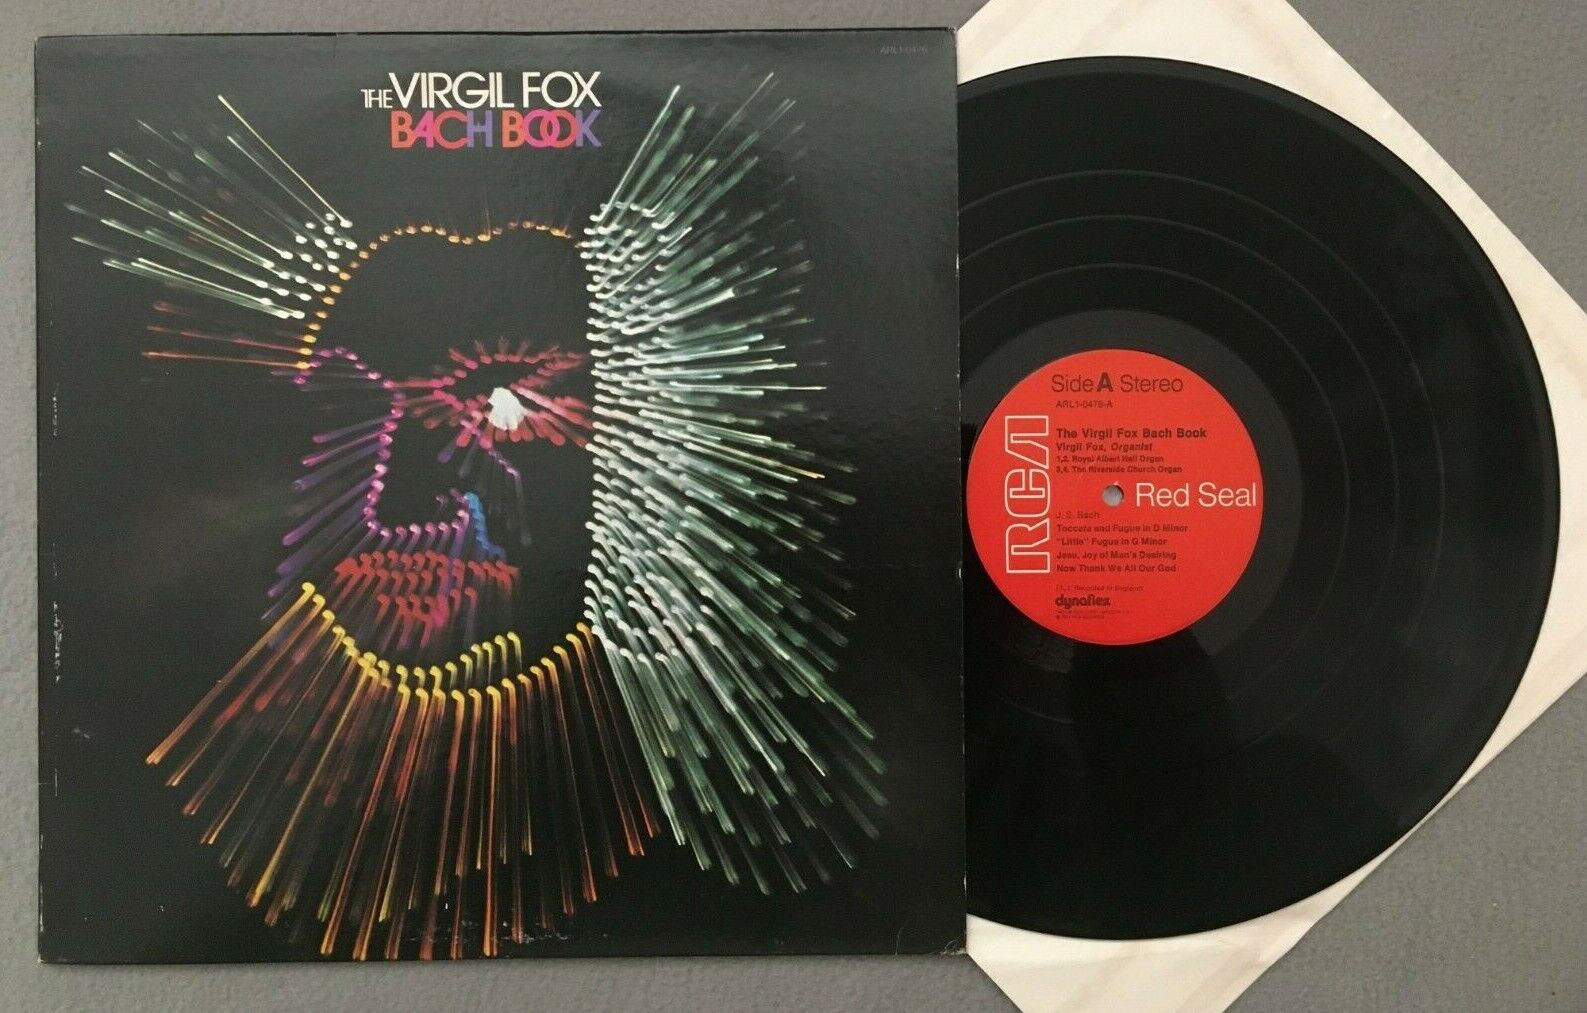 THE VIRGIL FOX
BACH BOOK
ARL1-0476
Side A Stereo
ARL1-0476-A
The Virgil Fox Bach Book
Virgil Fox, Organist
1,2. Royal Albert Hall Organ
3,4. The Riverside Church Organ
RCA
Red Seal
J. S. Bach
Toccata and Fugue in D Minor
"Little" Fugue in G Minor
Jesu, Joy of Man's Desiring
Now Thank We All Our God
(1, 2 Recorded in England)
dynaflex